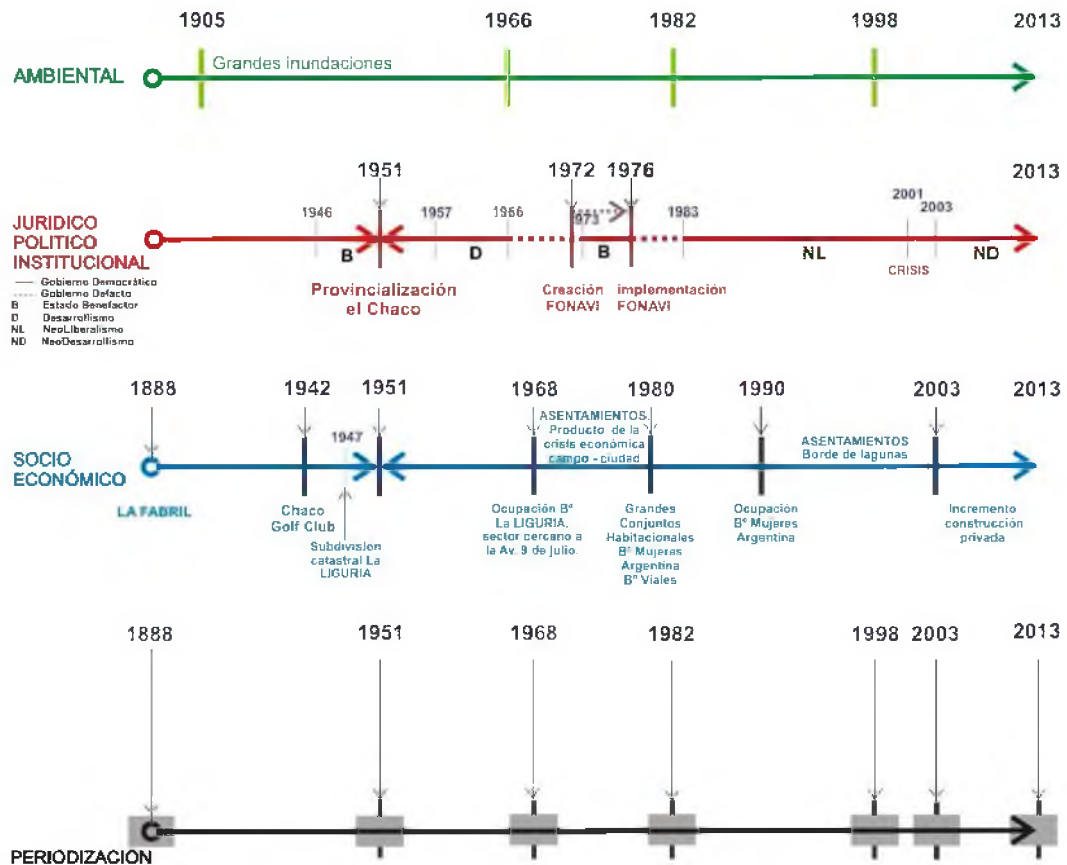 1905 1966 1982 1998 2013
Grandes inundaciones
AMBIENTAL
1951 1972 1976 2013
1946 1957 1966 1973 1983 2001 2003
JURIDICO
POLITICO
INSTITUCIONAL
B D B NL ND
CRISIS
Gobierno Democrático
Gobierno Defacto
B Estado Benefactor
D Desarrollismo
NL NeoLiberalismo
ND NeoDesarrollismo
Provincialización
el Chaco
Creación
FONAVI
implementación
FONAVI
1888 1942 1951 1968 1980 1990 2003 2013
1947
ASENTAMIENTOS
Producto de la
crisis económica
campo - ciudad
ASENTAMIENTOS
Borde de lagunas
SOCIO
ECONÓMICO
LA FABRIL
Chaco
Golf Club
Subdivision
catastral La
LIGURIA
Ocupación Bº
La LIGURIA,
sector cercano a
la Av. 9 de Julio.
Grandes
Conjuntos
Habitacionales
Bº Mujeres
Argentina
Bº Viales
Ocupación
Bº Mujeres
Argentina
Incremento
construcción
privada
1888 1951 1968 1982 1998 2003 2013
PERIODIZACION